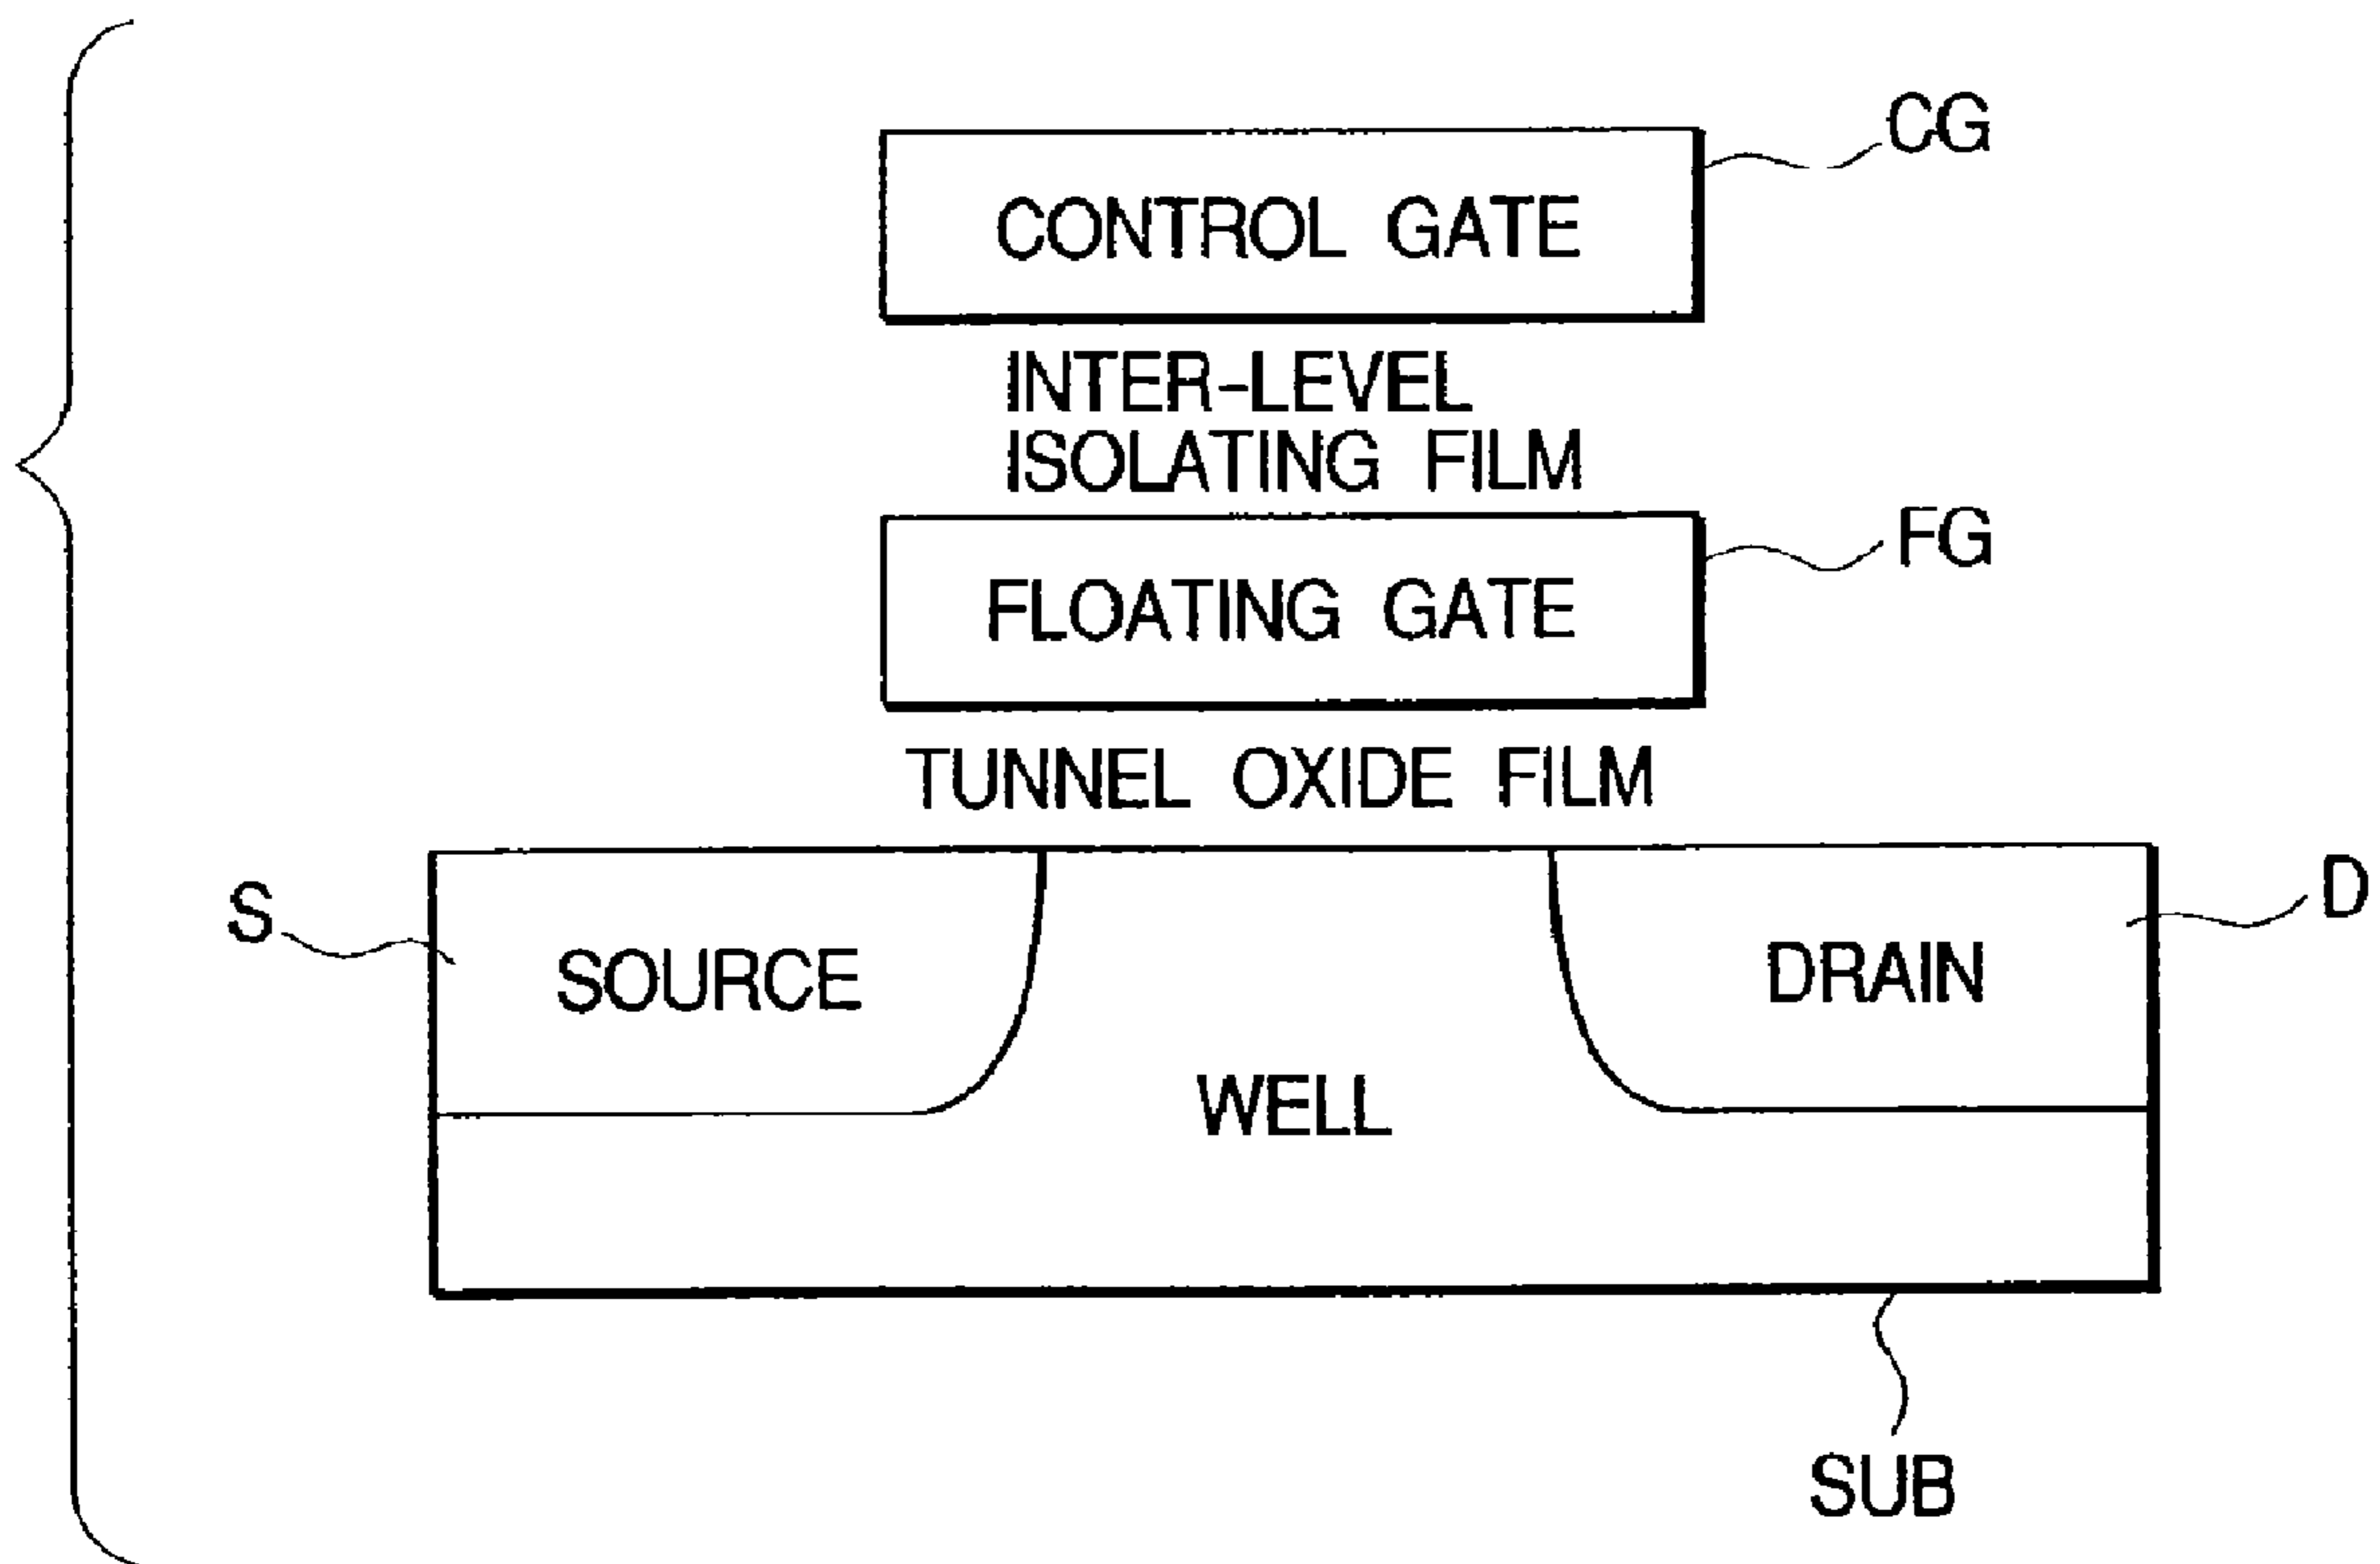 CG
CONTROL GATE
INTER-LEVEL
ISOLATING FILM
FG
FLOATING GATE
TUNNEL OXIDE FILM
S
D
SOURCE
DRAIN
WELL
SUB